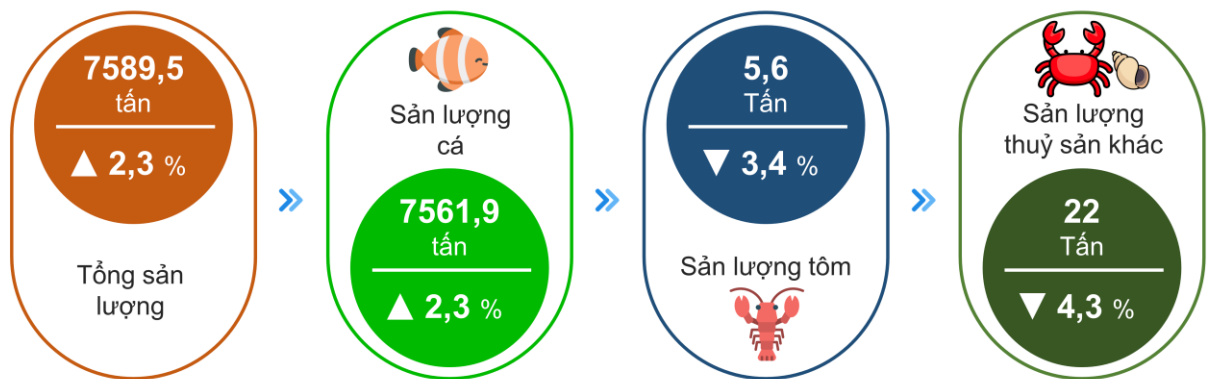 7589,5
tấn
▲ 2,3 %
Tổng sản
lượng
Sản lượng
cá
7561,9
tấn
▲ 2,3 %
5,6
Tấn
▼ 3,4 %
Sản lượng tôm
Sản lượng
thuỷ sản khác
22
Tấn
▼ 4,3 %